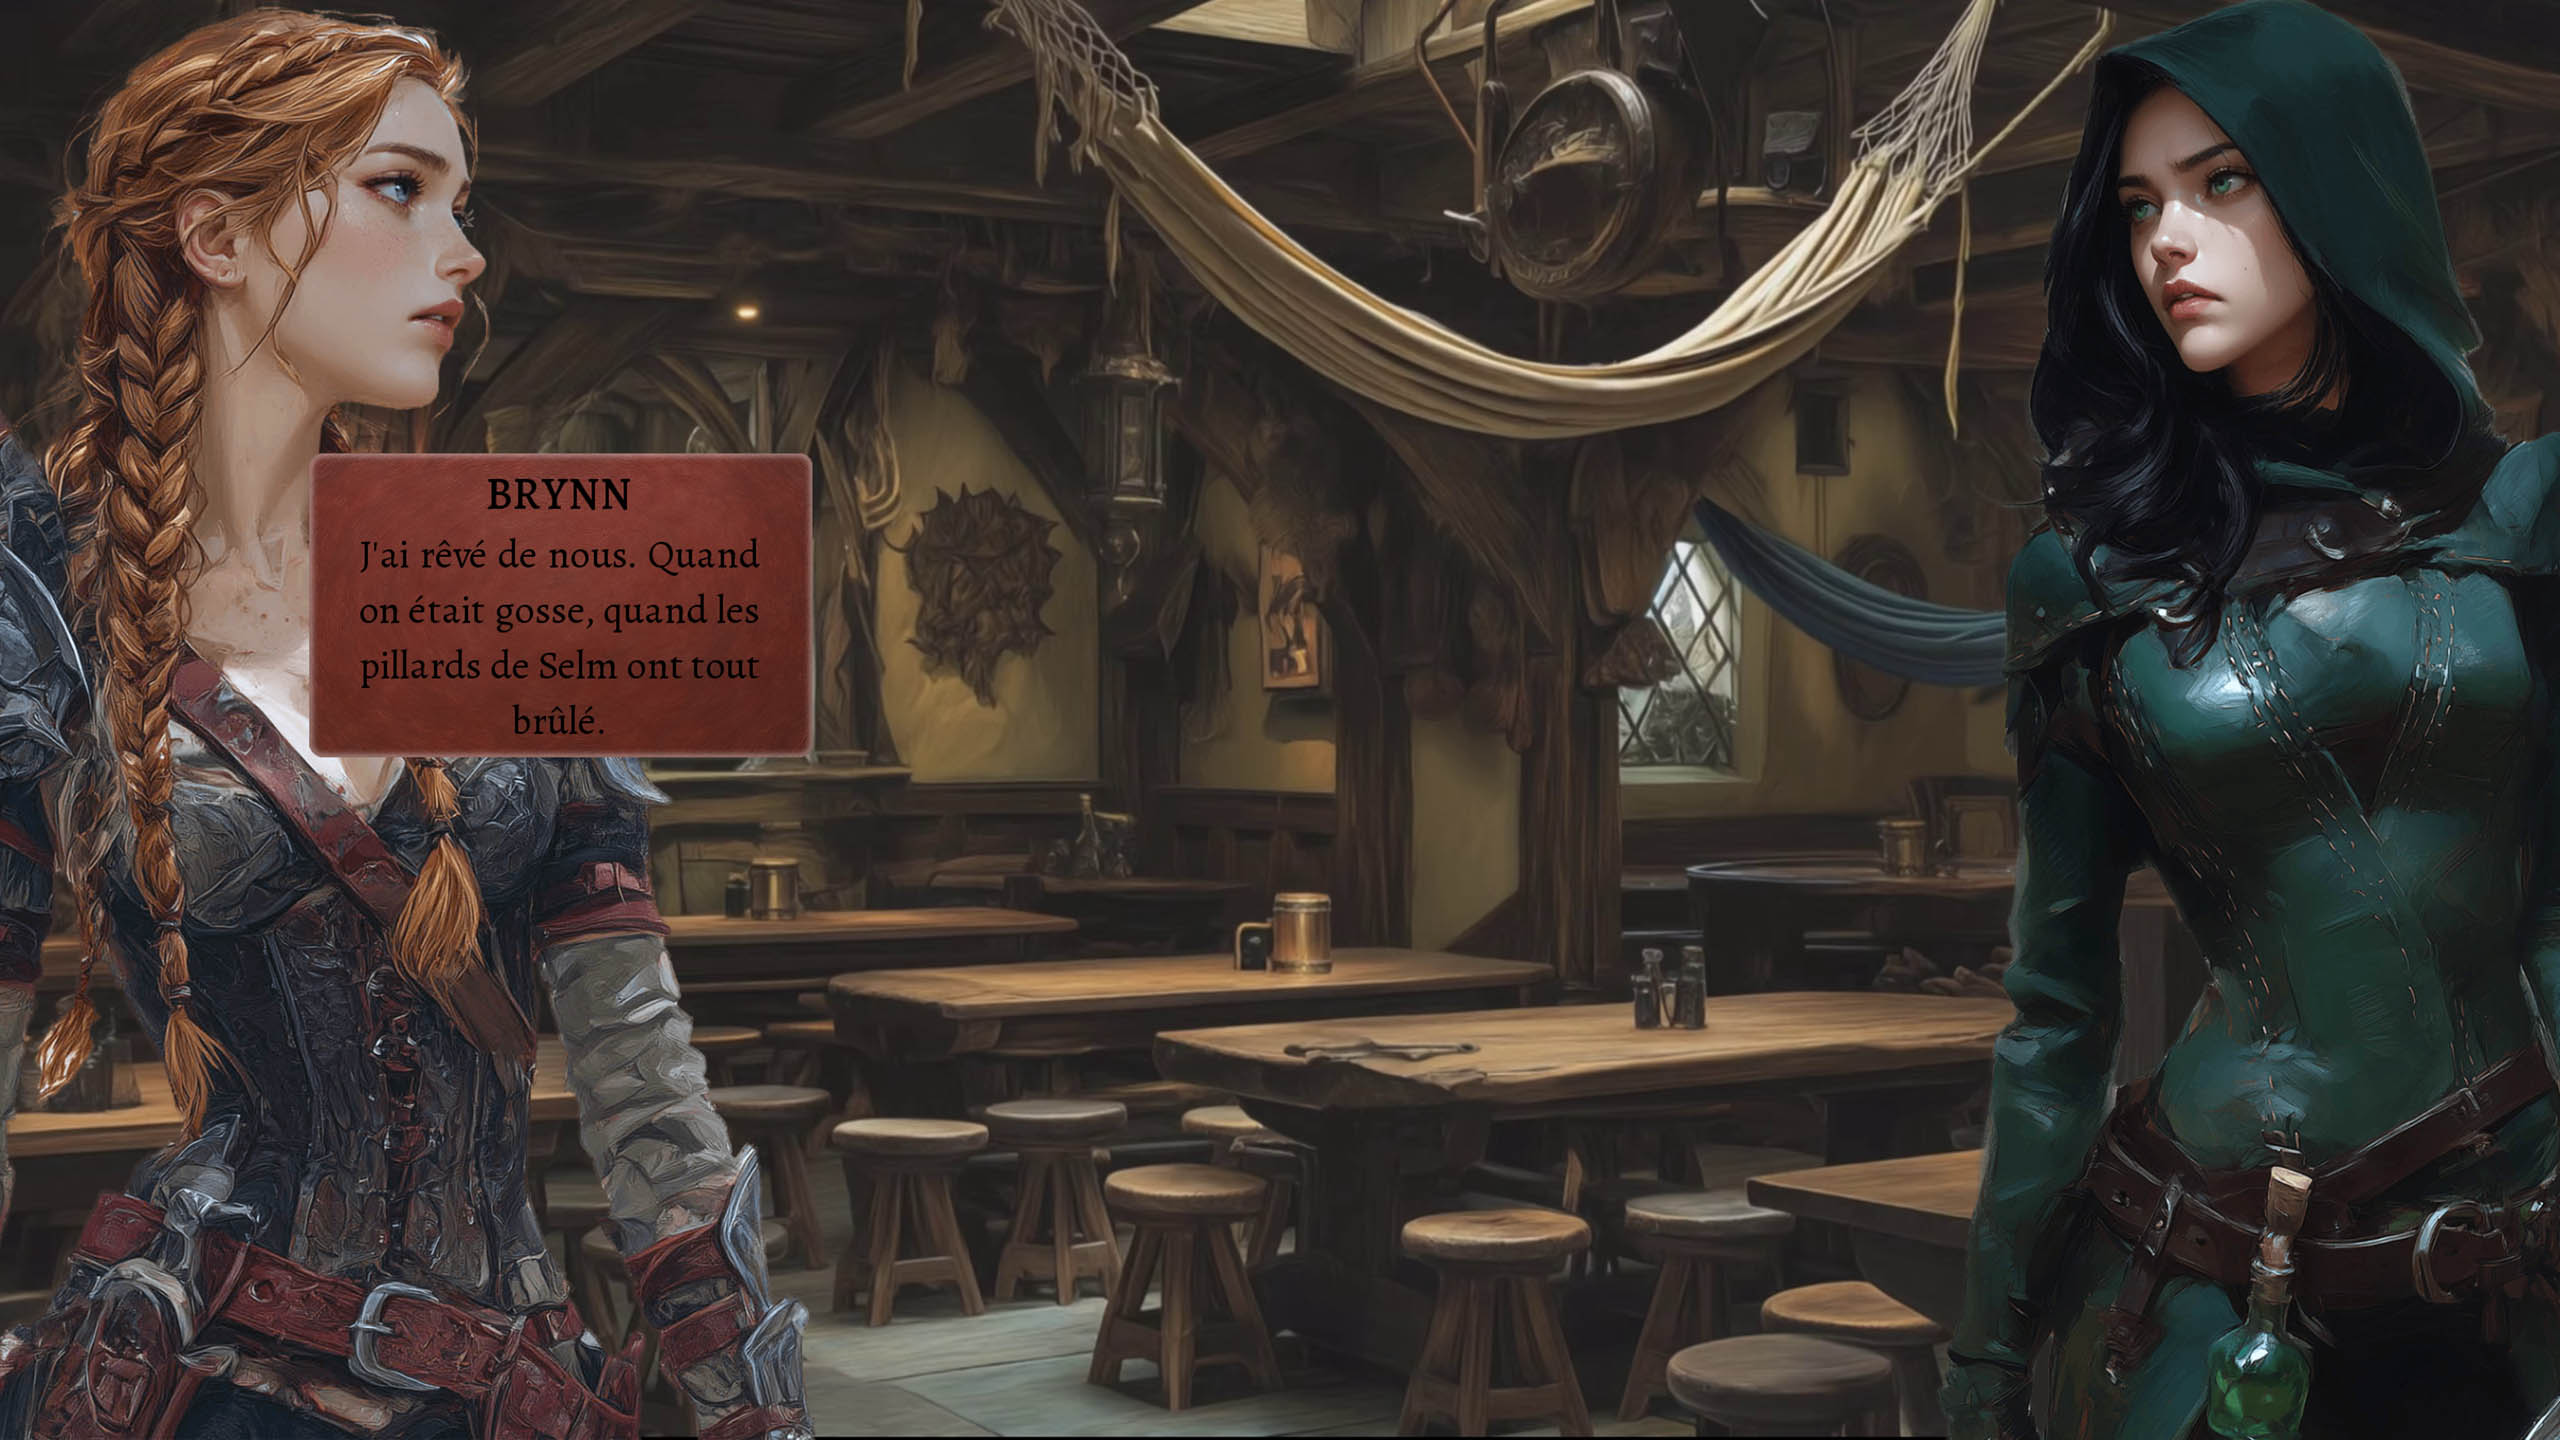 BRYNN
J'ai rêvé de nous. Quand
on était gosse, quand les
pillards de Selm ont tout
brûlé.